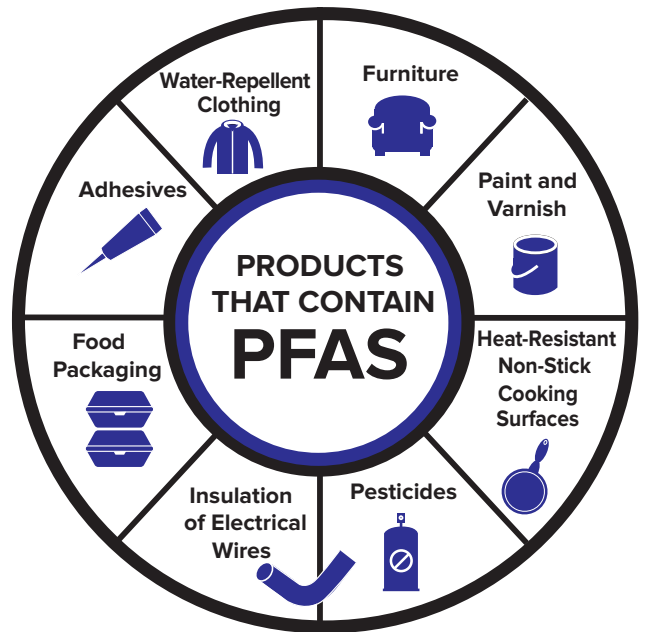 PRODUCTS
THAT CONTAIN
PFAS
Furniture
Paint and
Varnish
Heat-Resistant
Non-Stick
Cooking
Surfaces
Pesticides
Insulation
of Electrical
Wires
Food
Packaging
Adhesives
Water-Repellent
Clothing